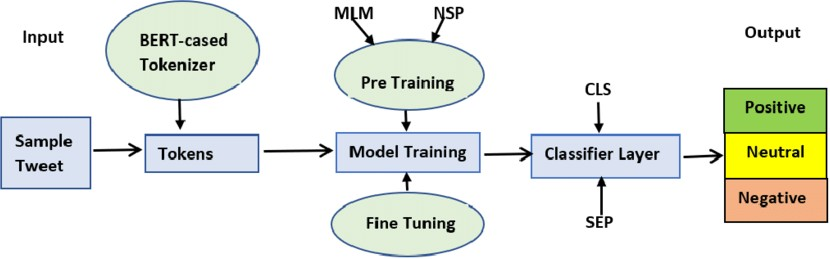 Input
BERT-cased
Tokenizer
MLM
NSP
Pre Training
Output
CLS
Sample
Tweet
Tokens
Model Training
Classifier Layer
Positive
Neutral
Negative
Fine Tuning
SEP